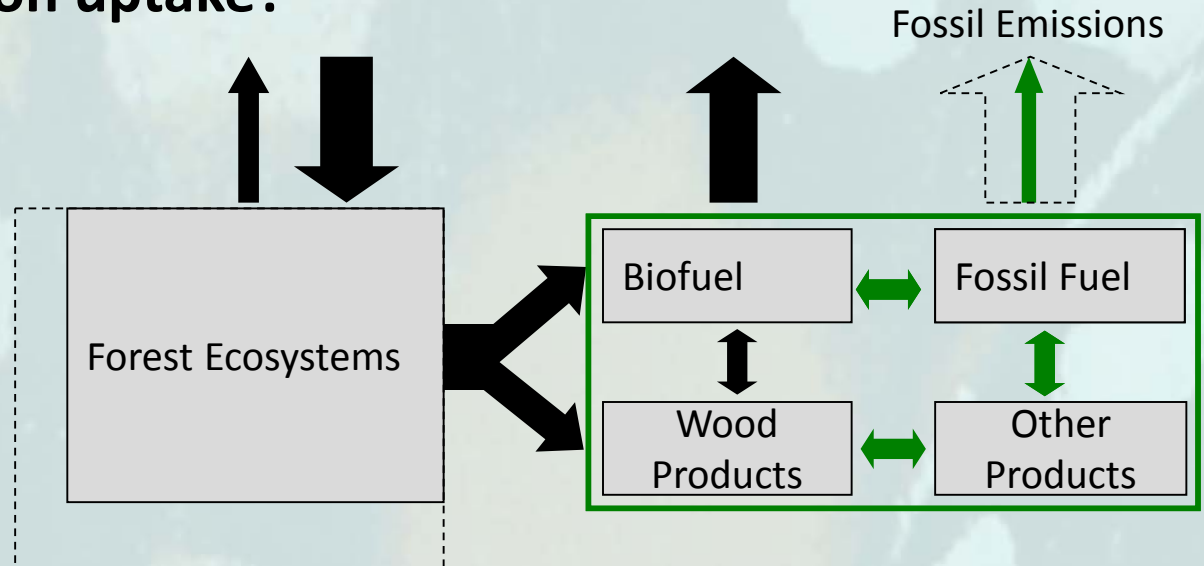 on uptake?
Fossil Emissions
Biofuel
Fossil Fuel
Forest Ecosystems
Wood
Products
Other
Products